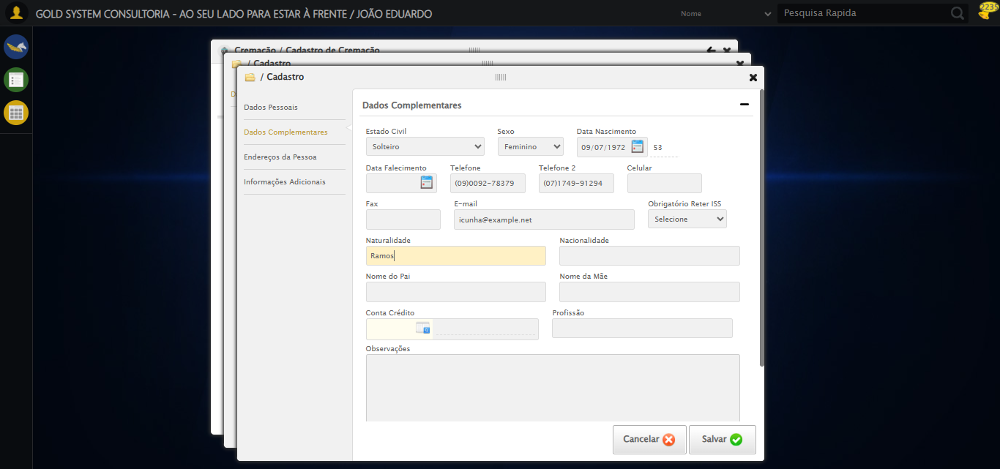 GOLD SYSTEM CONSULTORIA - AO SEU LADO PARA ESTAR À FRENTE / JOÃO EDUARDO
Nome
Pesquisa Rapida
2235
Cremação / Cadastro de Cremação
/ Cadastro
/ Cadastro
D
Dados Pessoais
Dados Complementares
Endereços da Pessoa
Informações Adicionais
Dados Complementares
Estado Civil Sexo Data Nascimento
Solteiro Feminino 09/07/1972 53
Data Falecimento Telefone Telefone 2 Celular
(09)0092-78379 (07)1749-91294
Fax E-mail Obrigatório Reter ISS
icunha@example.net Selecione
Naturalidade Nacionalidade
Ramos
Nome do Pai Nome da Mãe
Conta Crédito Profissão
Observações
Cancelar Salvar